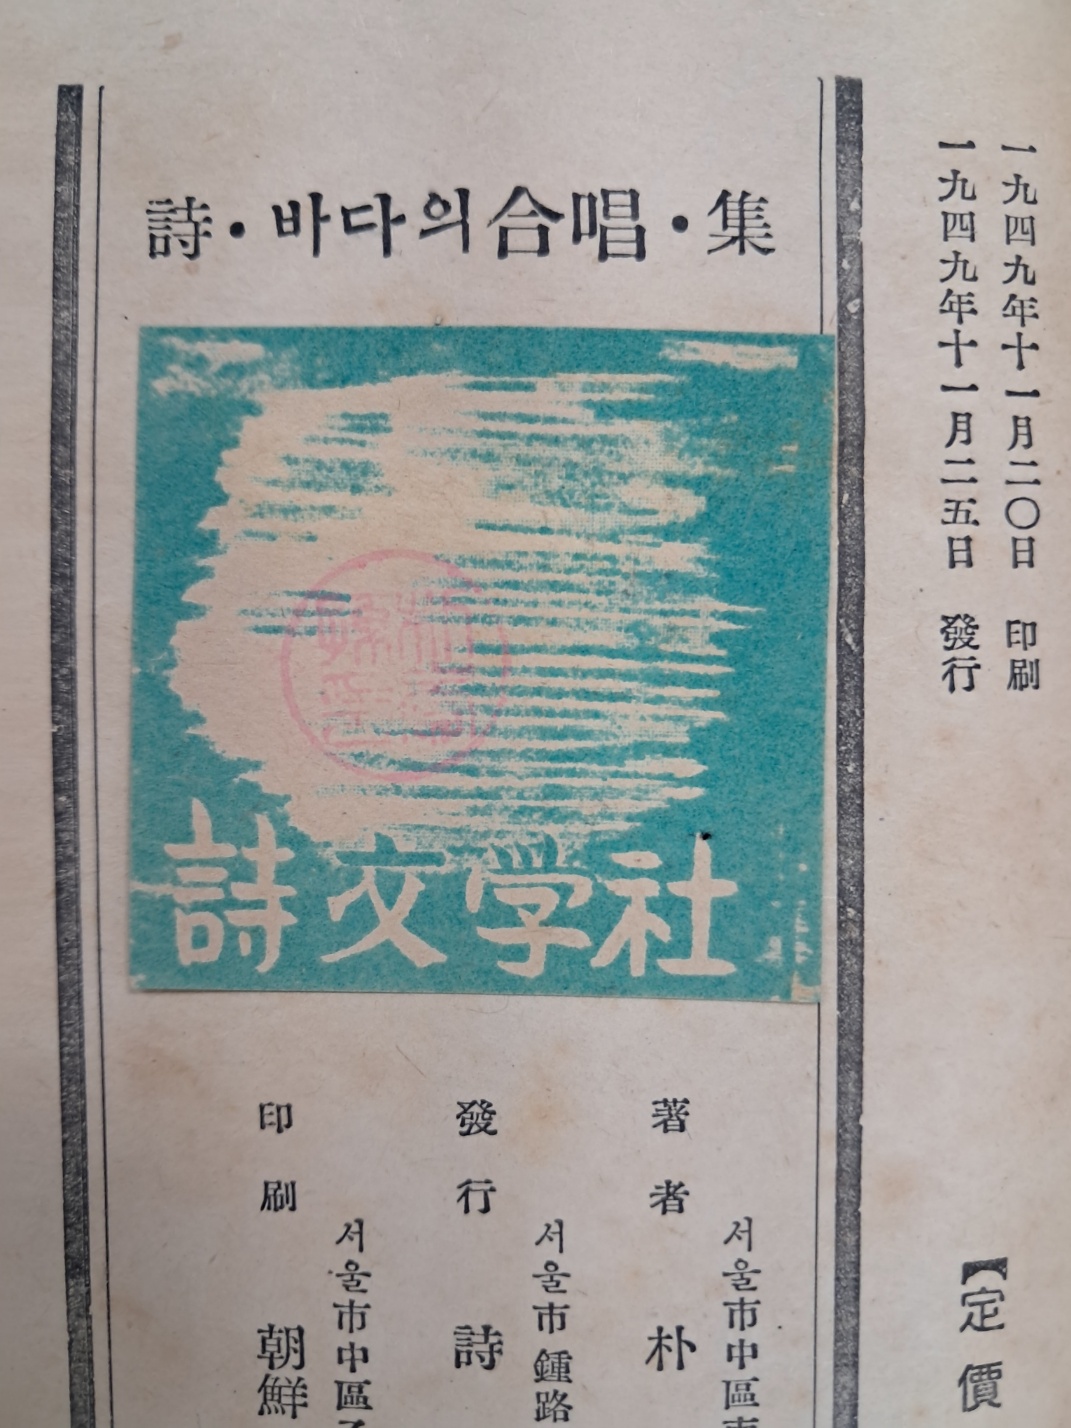 一九四九年十一月二〇日 印刷
一九四九年十一月二五日 發行
【定價
詩・바다의合唱・集
詩文学社
서울市中區
著者 朴
서울市鍾路
發行 詩
서울市中區
印刷 朝鮮